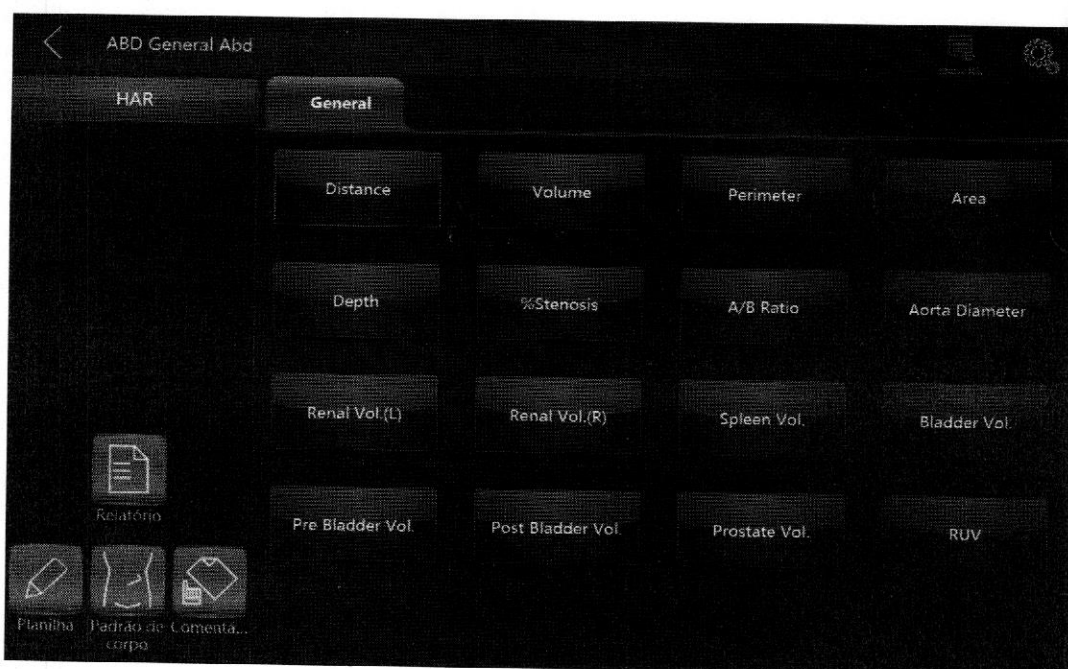 ABD General Abd
HAR
General
Distance
Volume
Perimeter
Area
Depth
%Stenosis
A/B Ratio
Aorta Diameter
Renal Vol.(L)
Renal Vol.(R)
Spleen Vol.
Bladder Vol.
Pre Bladder Vol.
Post Bladder Vol.
Prostate Vol.
RUV
Relatório
Planilha
Padrão de
corpo
Comentá...